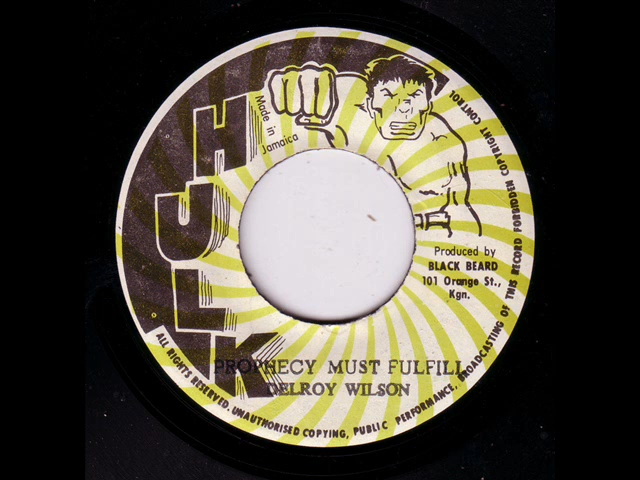 HULK
Made in
Jamaica
Produced by
BLACK BEARD
101 Orange St.,
Kgn.
PROPHECY MUST FULFILL
DELROY WILSON
ALL RIGHTS RESERVED. UNAUTHORISED COPYING, PUBLIC PERFORMANCE, BROADCASTING OF THIS RECORD FORBIDDEN COPYRIGHT CONTROL